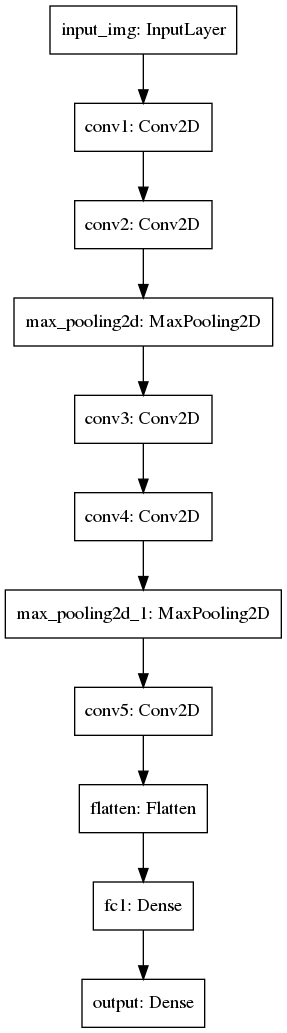 input_img: InputLayer
conv1: Conv2D
conv2: Conv2D
max_pooling2d: MaxPooling2D
conv3: Conv2D
conv4: Conv2D
max_pooling2d_1: MaxPooling2D
conv5: Conv2D
flatten: Flatten
fc1: Dense
output: Dense